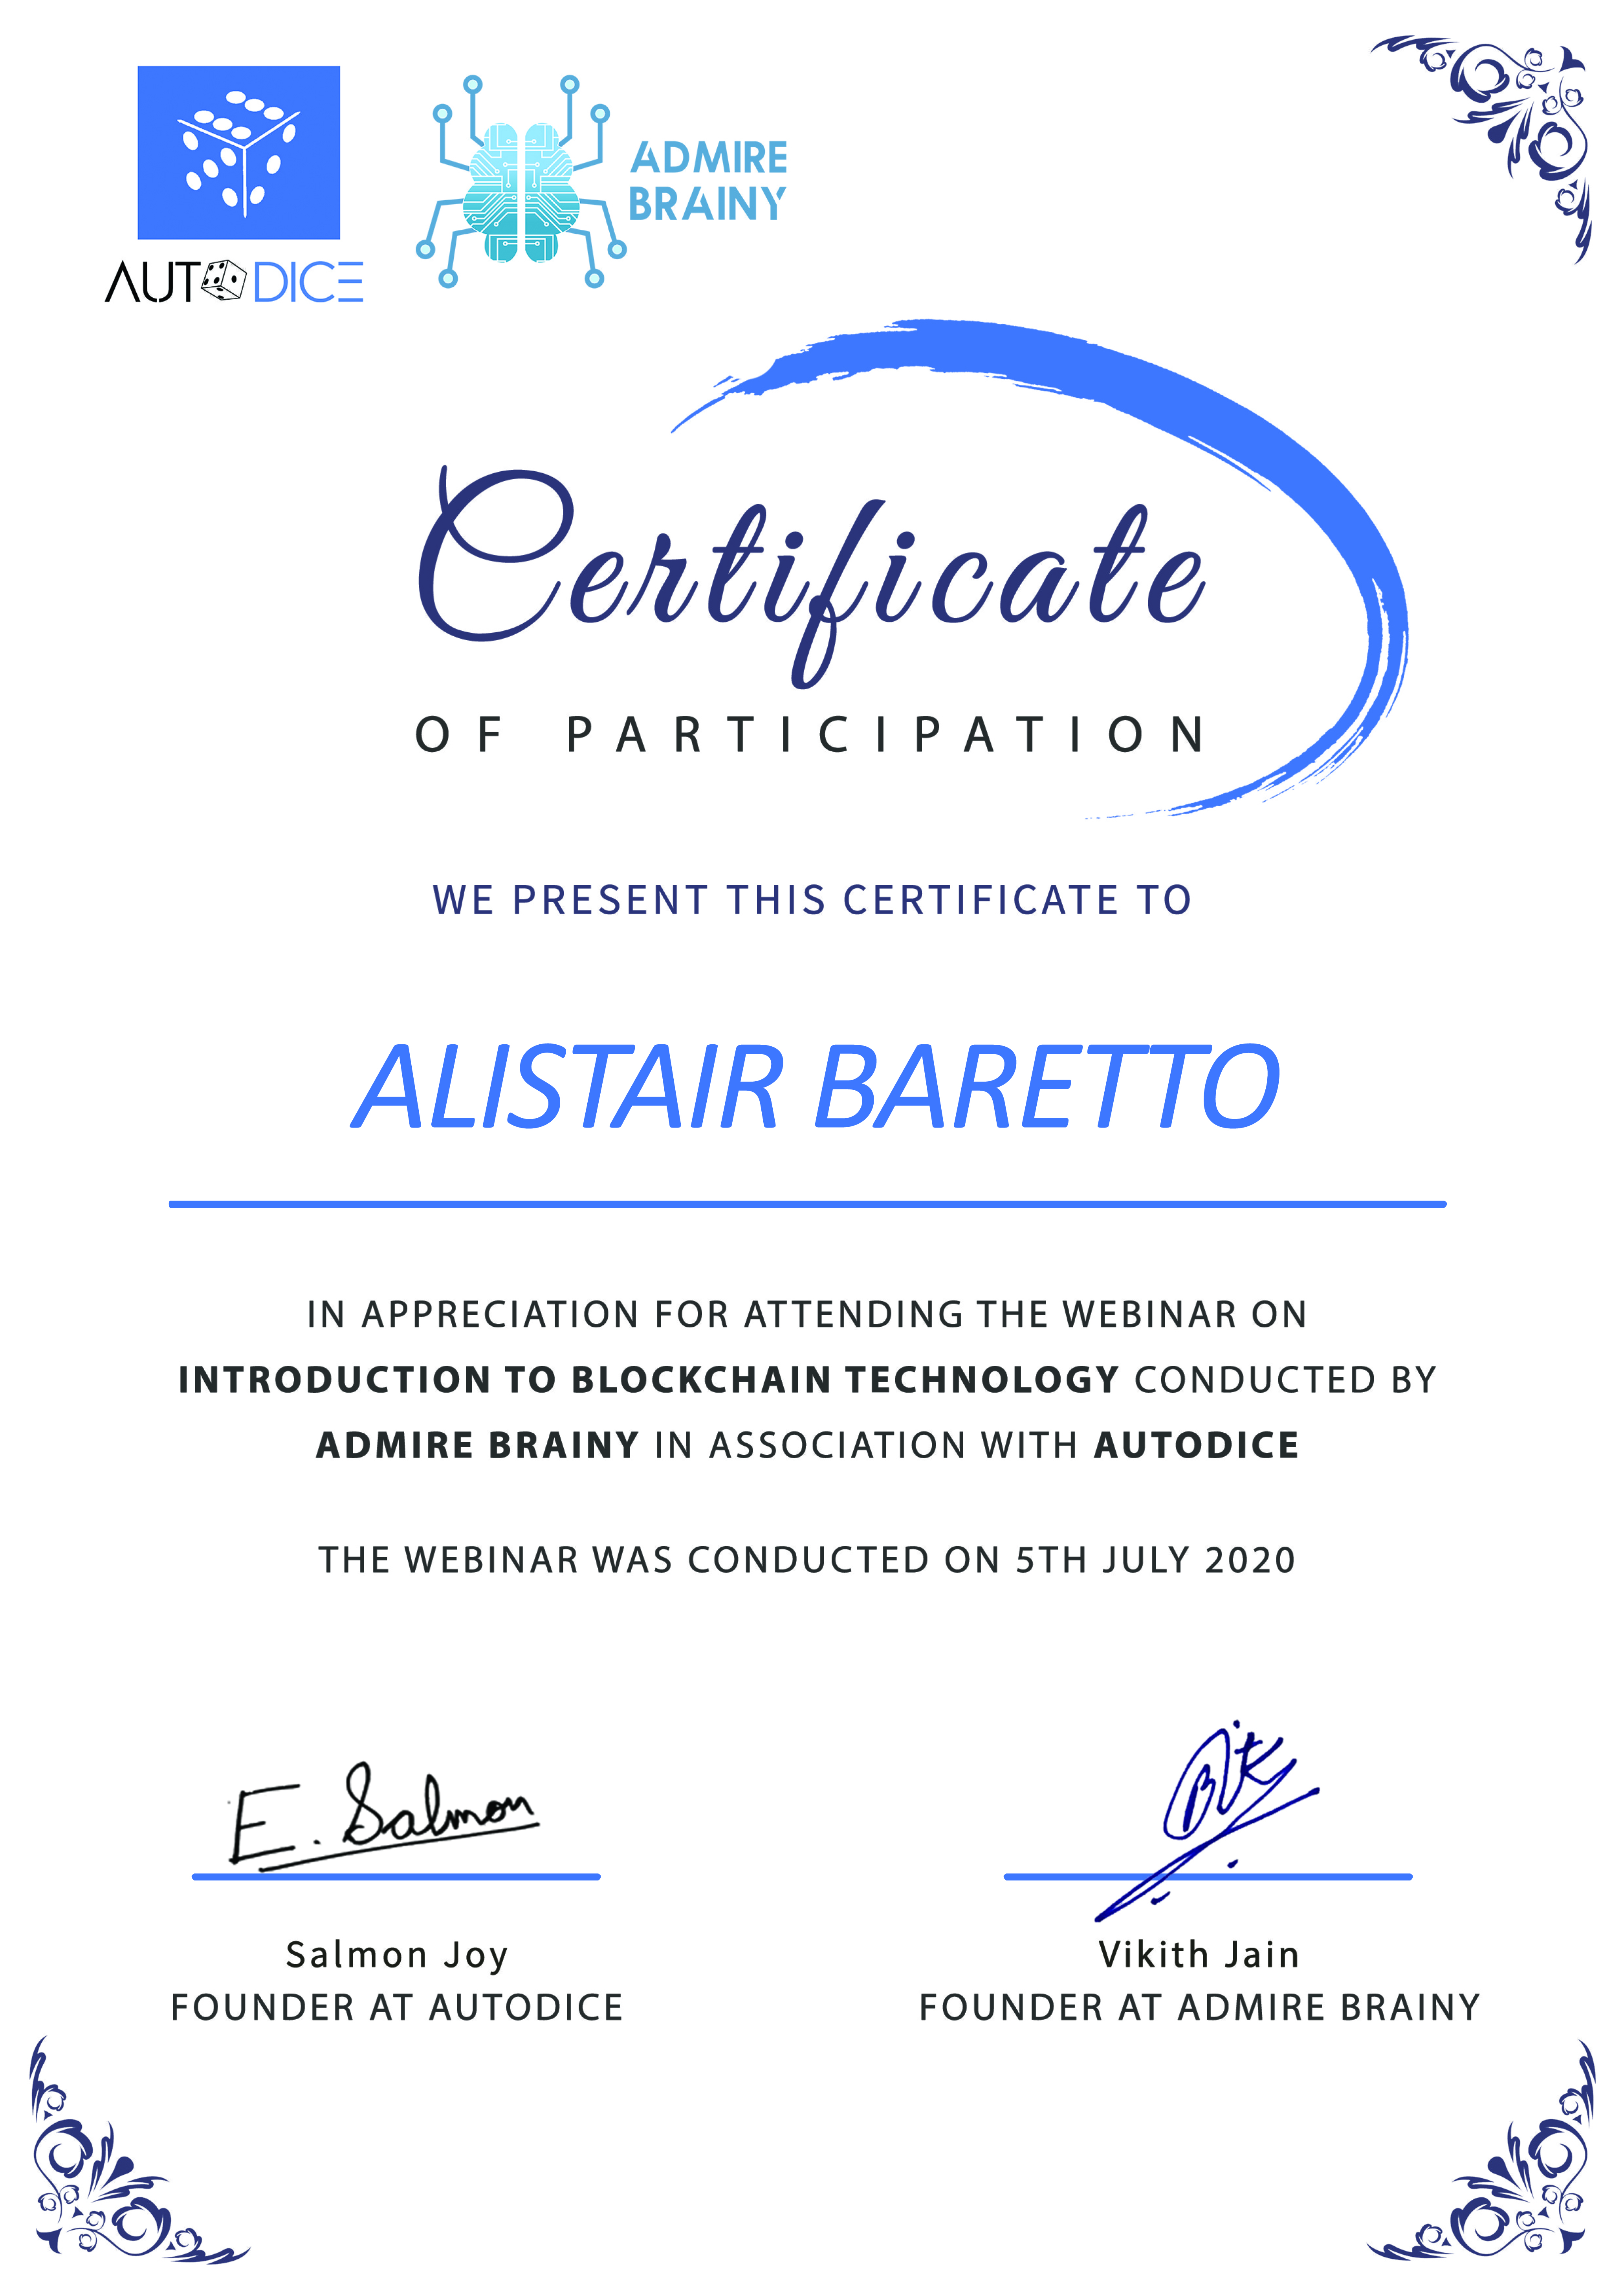 AUTODICE
ADMIRE
BRAINY
Certificate
OF PARTICIPATION
WE PRESENT THIS CERTIFICATE TO
ALISTAIR BARETTO
IN APPRECIATION FOR ATTENDING THE WEBINAR ON
INTRODUCTION TO BLOCKCHAIN TECHNOLOGY CONDUCTED BY
ADMIRE BRAINY IN ASSOCIATION WITH AUTODICE
THE WEBINAR WAS CONDUCTED ON 5TH JULY 2020
E. Salmon
Salmon Joy
FOUNDER AT AUTODICE
Vikith Jain
FOUNDER AT ADMIRE BRAINY